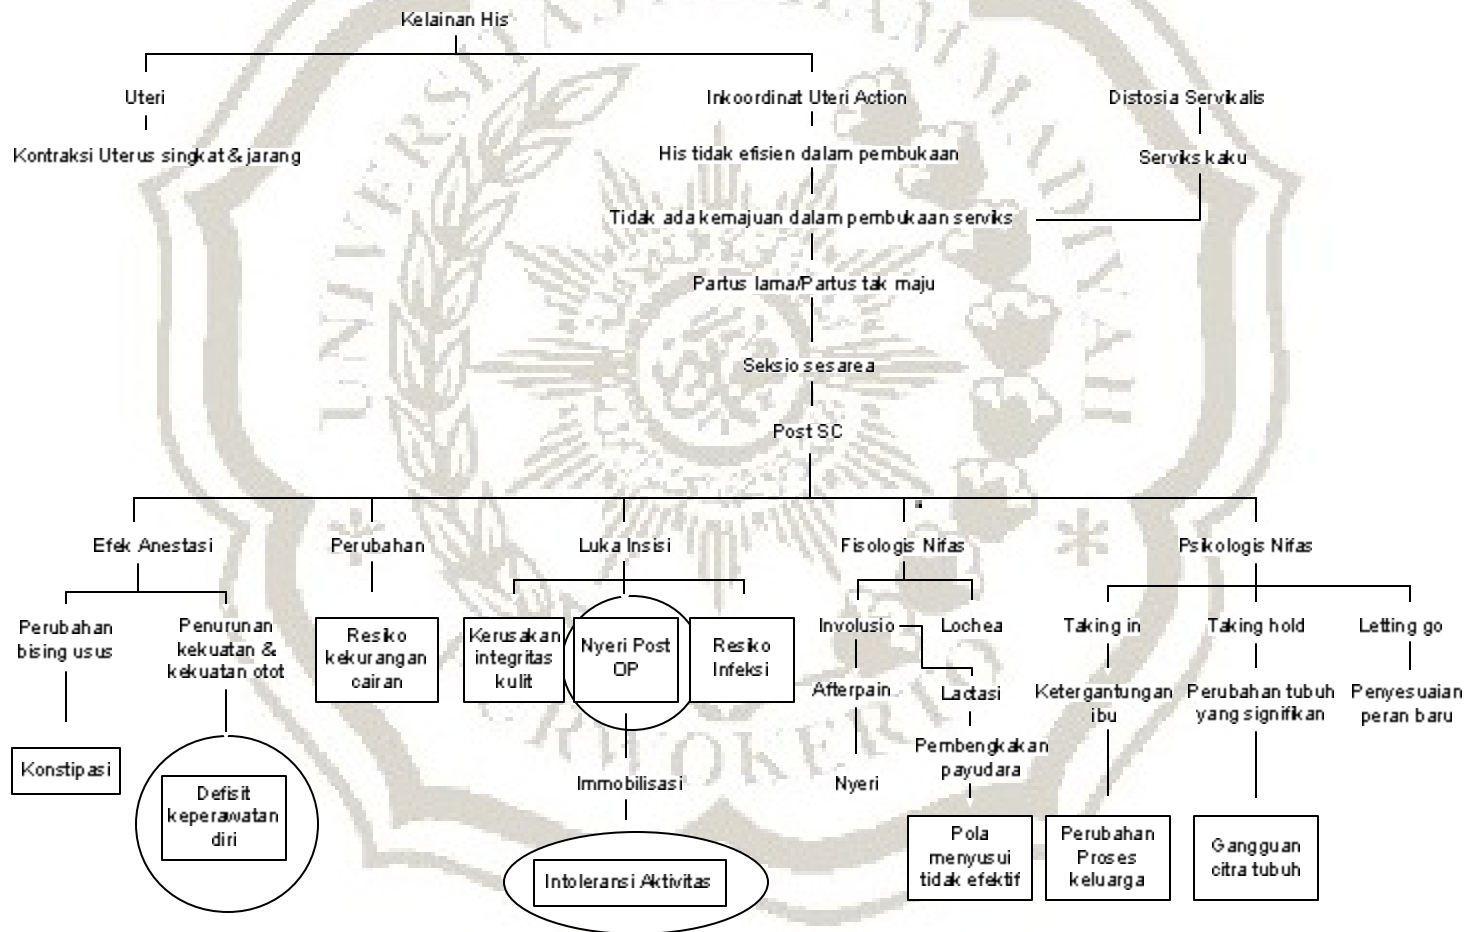 Kelainan His
Uteri
Inkoordinat Uteri Action
Distosia Servikalis
Kontraksi Uterus singkat & jarang
His tidak efisien dalam pembukaan
Serviks kaku
Tidak ada kemajuan dalam pembukaan serviks
Partus lama/Partus tak maju
Seksio sesarea
Post SC
Efek Anestasi
Perubahan
Luka Insisi
Fisologis Nifas
Psikologis Nifas
Perubahan
bising usus
Penurunan
kekuatan &
kekuatan otot
Resiko
kekurangan
cairan
Kerusakan
integritas
kulit
Nyeri Post
OP
Resiko
Infeksi
Involusio
Lochea
Taking in
Taking hold
Letting go
Afterpain
Lactasi
Ketergantungan
ibu
Perubahan tubuh
yang signifikan
Penyesuaian
peran baru
Pembengkakan
payudara
Konstipasi
Defisit
keperawatan
diri
Immobilisasi
Nyeri
Intoleransi Aktivitas
Pola
menyusui
tidak efektif
Perubahan
Proses
keluarga
Gangguan
citra tubuh
UNIVERSITAS
MUHAMMADIYAH
PURWOKERTO